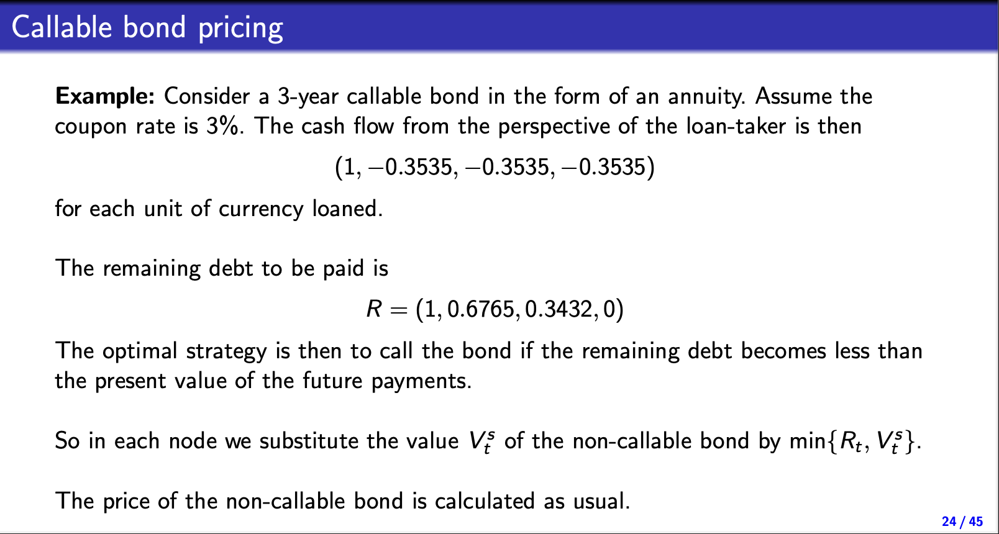 Callable bond pricing
Example: Consider a 3-year callable bond in the form of an annuity. Assume the
coupon rate is 3%. The cash flow from the perspective of the loan-taker is then
(1, −0.3535, −0.3535, −0.3535)
for each unit of currency loaned.
The remaining debt to be paid is
R = (1, 0.6765, 0.3432, 0)
The optimal strategy is then to call the bond if the remaining debt becomes less than
the present value of the future payments.
So in each node we substitute the value $V_t^s$ of the non-callable bond by min{$R_t$, $V_t^s$}.
The price of the non-callable bond is calculated as usual.
24 / 45